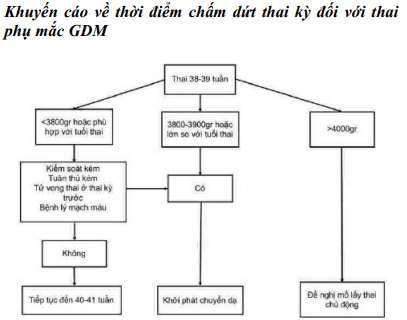 Khuyến cáo về thời điểm chấm dứt thai kỳ đối với thai
phụ mắc GDM
Thai 38-39 tuần
<3800gr hoặc phù
hợp với tuổi thai
3800-3900gr hoặc
lớn so với tuổi thai
>4000gr
Kiểm soát kém
Tuân thủ kém
Tử vong thai ở thai kỳ
trước
Bệnh lý mạch máu
Có
Không
Tiếp tục đến 40-41 tuần
Khởi phát chuyển dạ
Đề nghị mổ lấy thai
chủ động